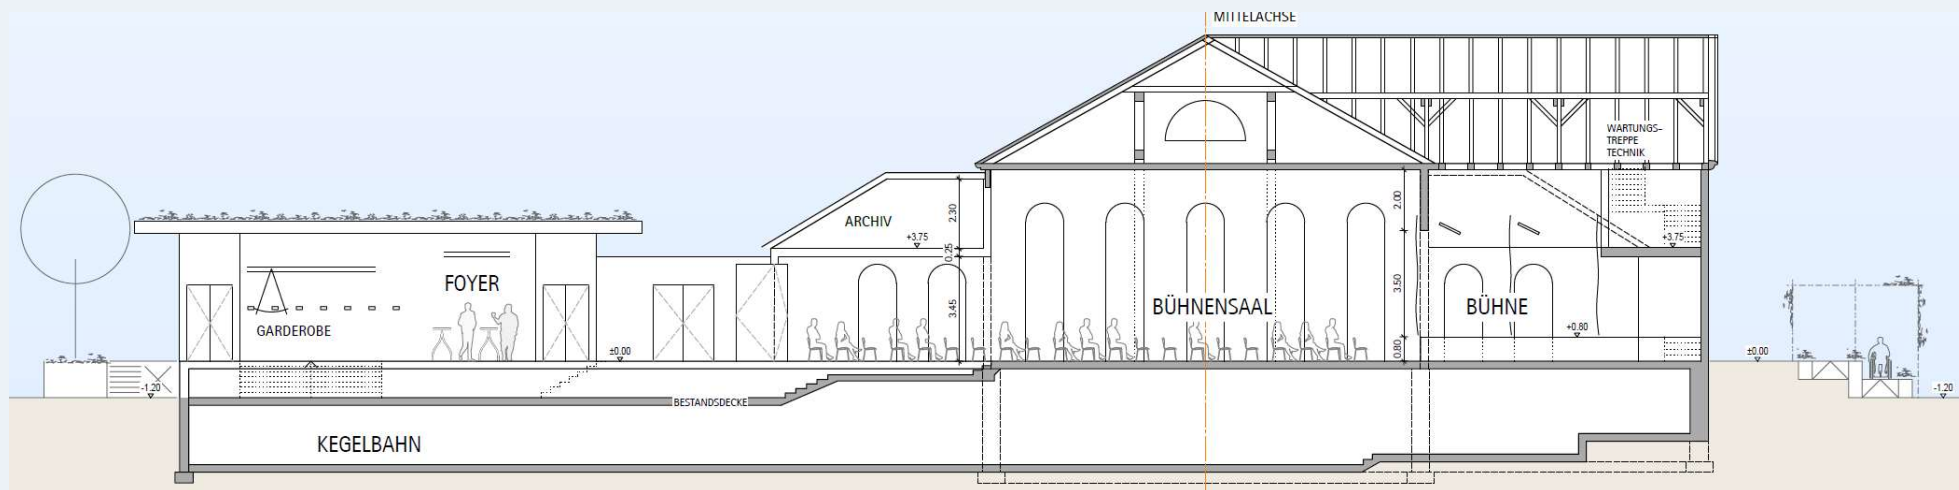 MITTELACHSE
WARTUNGS-
TREPPE
TECHNIK
2.30
2.00
ARCHIV
+3.75
+3.75
0.25
FOYER
3.50
BÜHNENSAAL
BÜHNE
3.45
GARDEROBE
+0.80
±0.00
0.80
±0.00
-1.20
-1.20
BESTANDSDECKE
KEGELBAHN